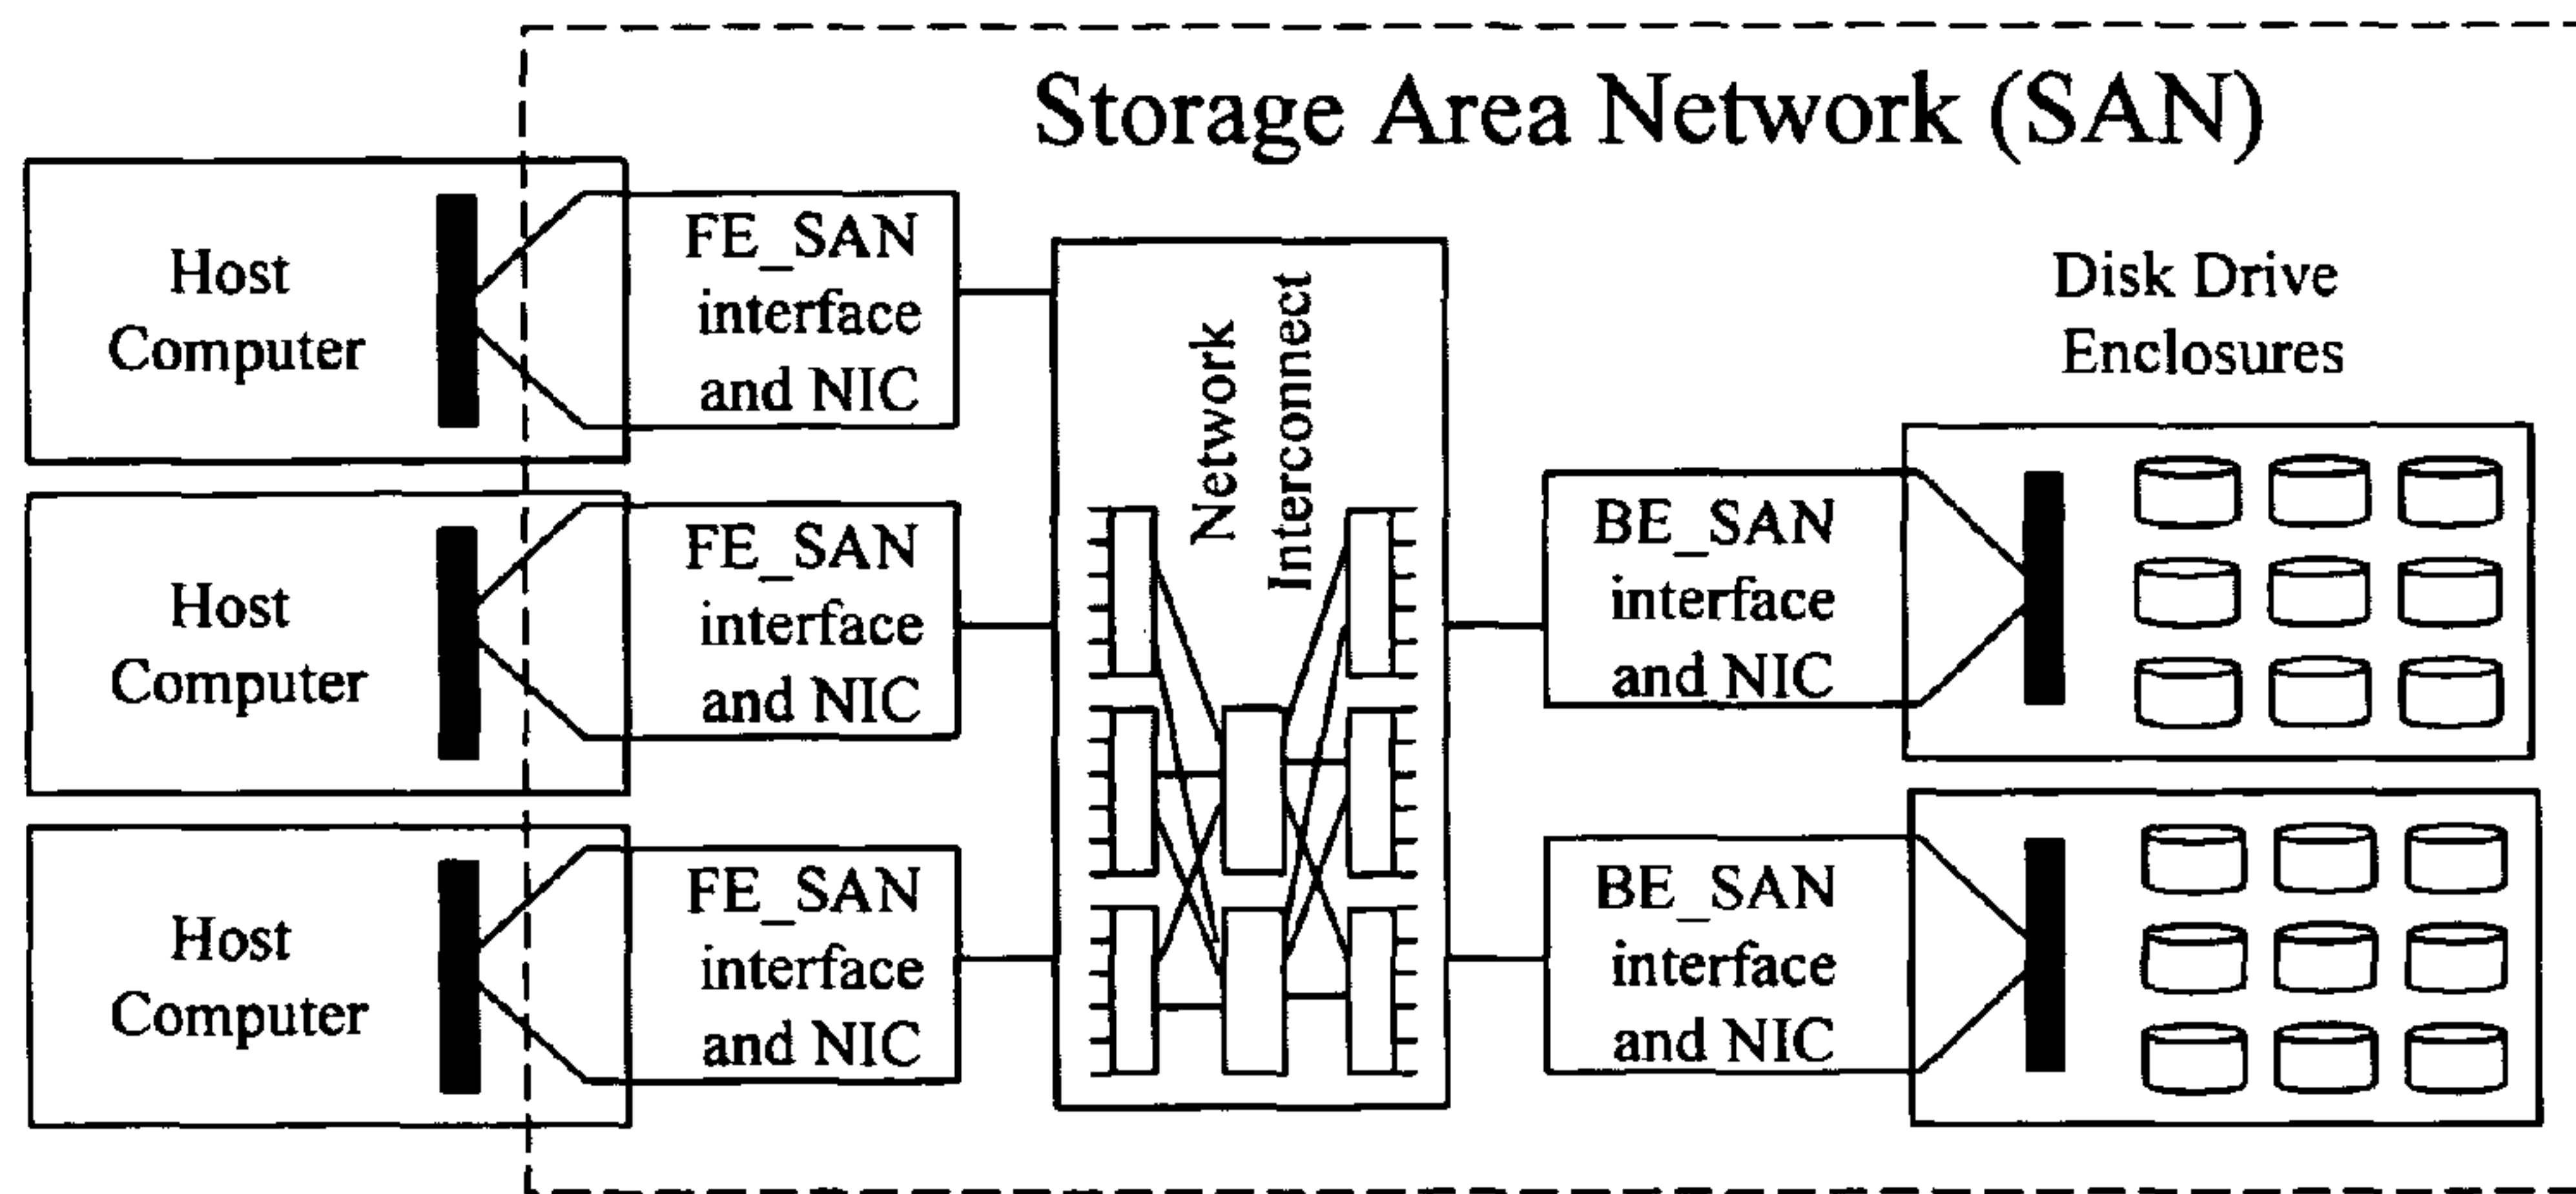 Storage Area Network (SAN)
Host
Computer
FE_SAN
interface
and NIC
Host
Computer
FE_SAN
interface
and NIC
Host
Computer
FE_SAN
interface
and NIC
Network
Interconnect
BE_SAN
interface
and NIC
BE_SAN
interface
and NIC
Disk Drive
Enclosures